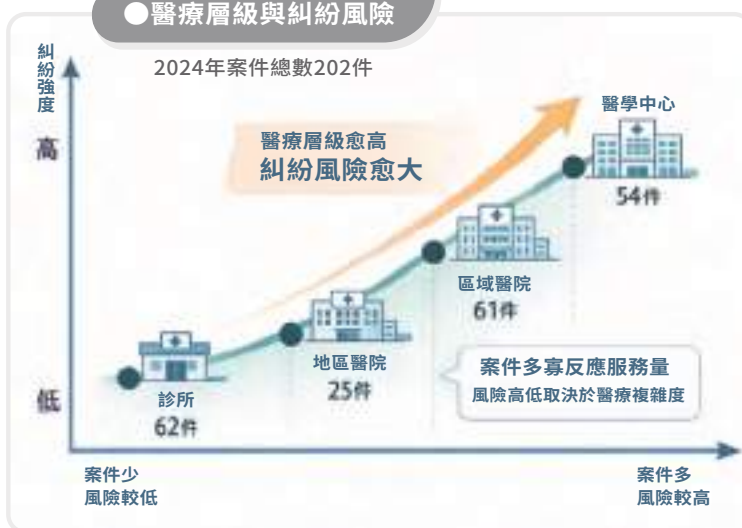 ●醫療層級與糾紛風險
2024年案件總數202件
糾紛強度
高
低
醫療層級愈高
糾紛風險愈大
醫學中心
54件
區域醫院
61件
地區醫院
25件
診所
62件
案件多寡反應服務量
風險高低取決於醫療複雜度
案件少
風險較低
案件多
風險較高